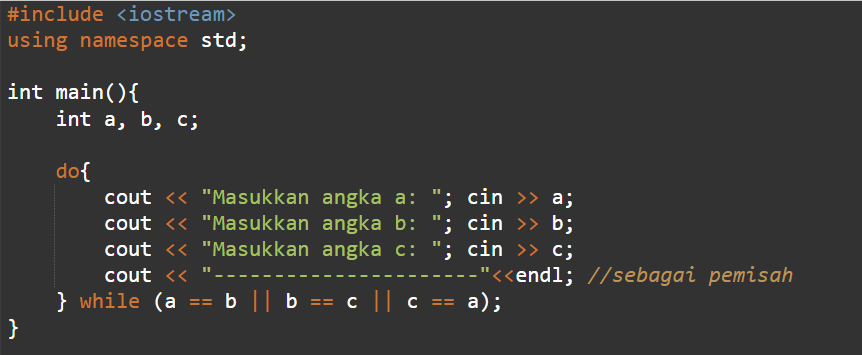 #include <iostream>
using namespace std;
int main(){
int a, b, c;
do{
cout << "Masukkan angka a: "; cin >> a;
cout << "Masukkan angka b: "; cin >> b;
cout << "Masukkan angka c: "; cin >> c;
cout << "----------------------"<<endl; //sebagai pemisah
} while (a == b || b == c || c == a);
}